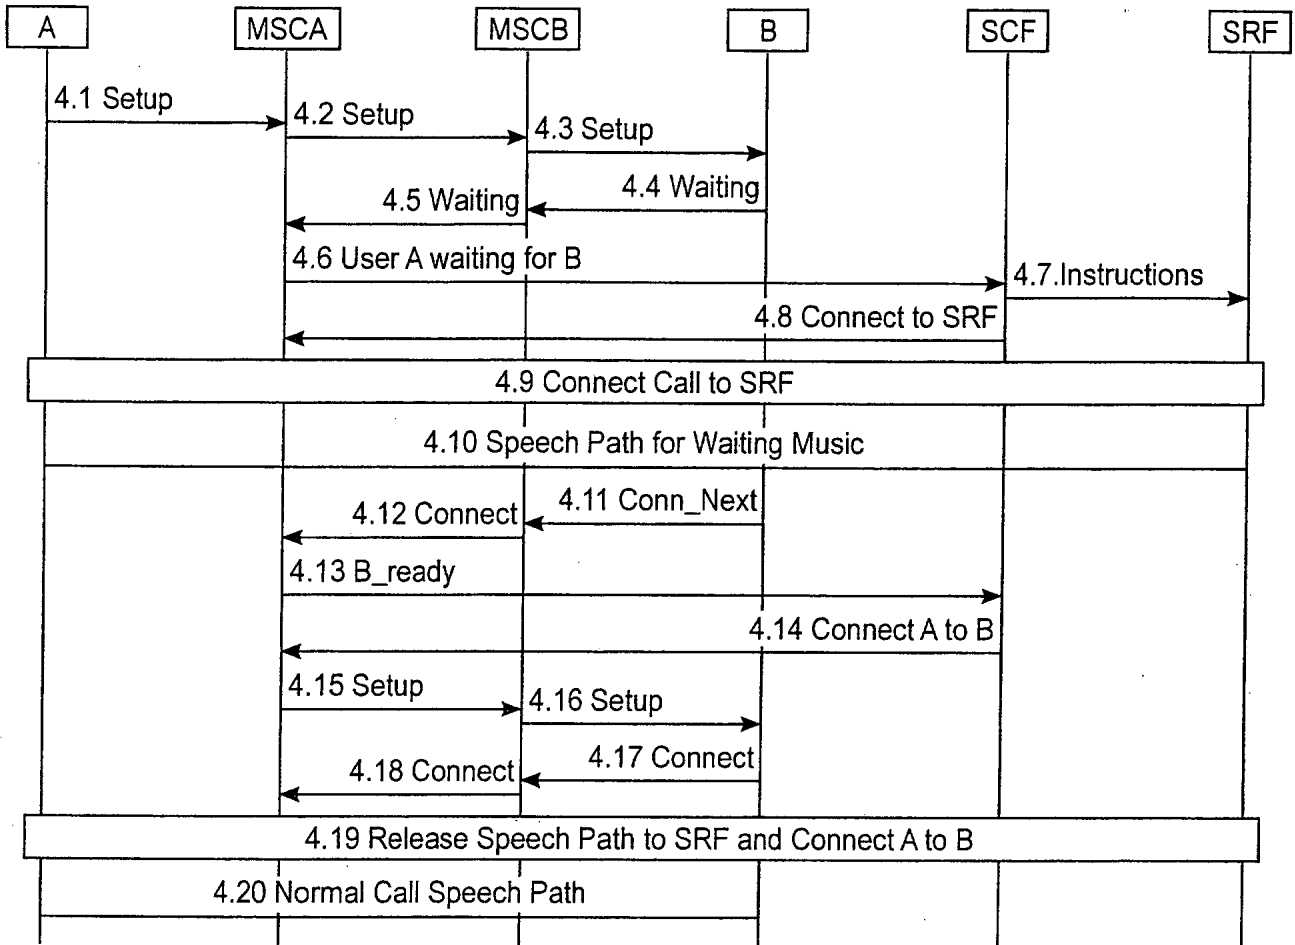 A
MSCA
MSCB
B
SCF
SRF
4.1 Setup
4.2 Setup
4.3 Setup
4.4 Waiting
4.5 Waiting
4.6 User A waiting for B
4.7.Instructions
4.8 Connect to SRF
4.9 Connect Call to SRF
4.10 Speech Path for Waiting Music
4.11 Conn_Next
4.12 Connect
4.13 B_ready
4.14 Connect A to B
4.15 Setup
4.16 Setup
4.17 Connect
4.18 Connect
4.19 Release Speech Path to SRF and Connect A to B
4.20 Normal Call Speech Path